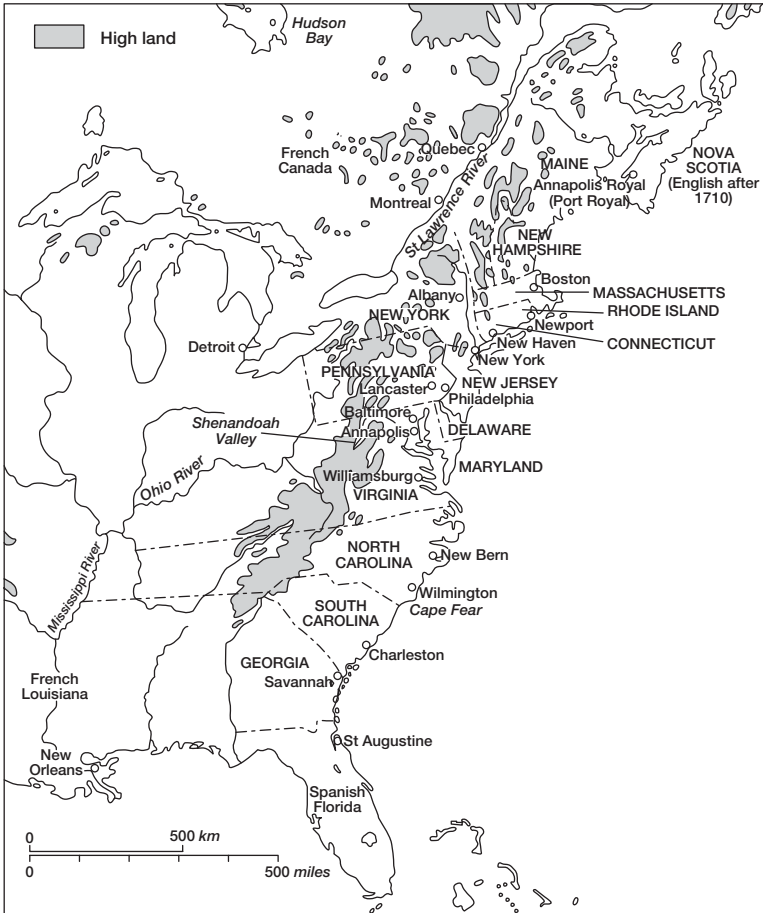 High land
Hudson
Bay
French
Canada
Quebec
MAINE
NOVA
SCOTIA
(English after
1710)
Annapolis Royal
(Port Royal)
Montreal
St Lawrence River
NEW
HAMPSHIRE
Boston
Albany
MASSACHUSETTS
NEW YORK
RHODE ISLAND
Newport
New Haven
CONNECTICUT
Detroit
New York
PENNSYLVANIA
NEW JERSEY
Lancaster
Philadelphia
Baltimore
Shenandoah
Valley
Annapolis
DELAWARE
Ohio River
MARYLAND
Williamsburg
VIRGINIA
Mississippi River
NORTH
CAROLINA
New Bern
Wilmington
Cape Fear
SOUTH
CAROLINA
Charleston
GEORGIA
Savannah
French
Louisiana
St Augustine
New
Orleans
Spanish
Florida
0 500 km
0 500 miles